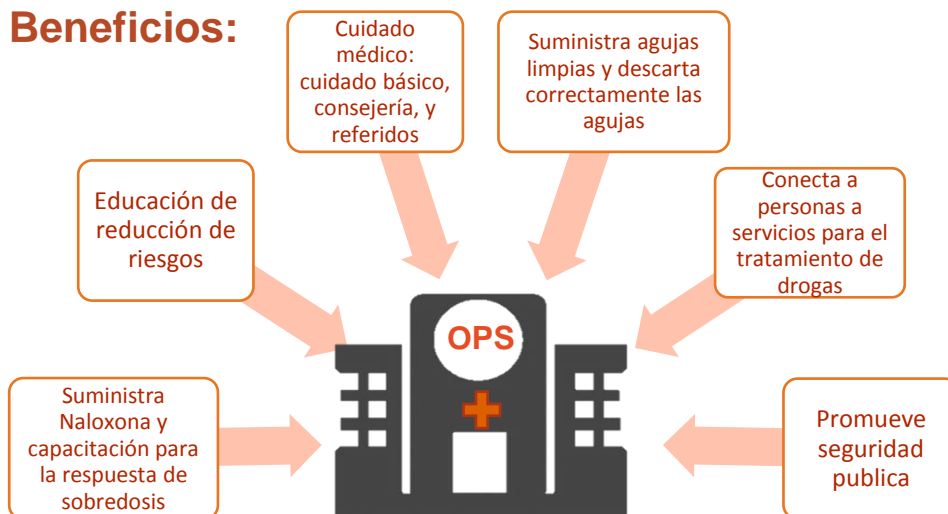 Beneficios:
Cuidado
médico:
cuidado básico,
consejería, y
referidos
Suministra agujas
limpias y descarta
correctamente las
agujas
Educación de
reducción de
riesgos
Conecta a
personas a
servicios para el
tratamiento de
drogas
OPS
Suministra
Naloxona y
capacitación para
la respuesta de
sobredosis
Promueve
seguridad
publica